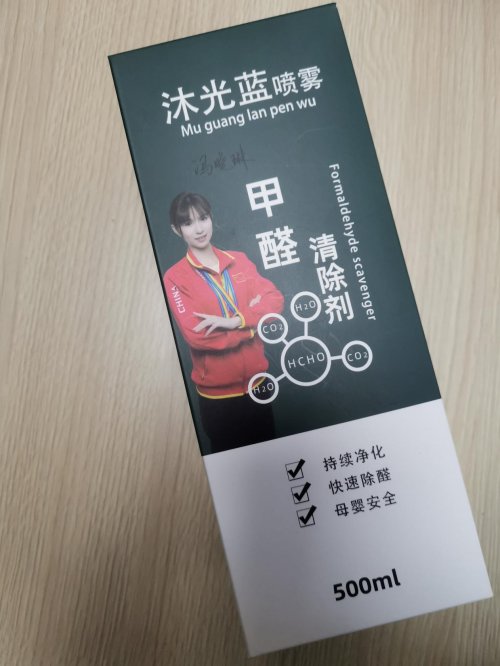 沐光蓝喷雾
Mu guang lan pen wu
甲醛
清除剂
Formaldehyde scavenger
CHINA
H2O
CO2
HCHO
CO2
H2O
持续净化
快速除醛
母婴安全
500ml